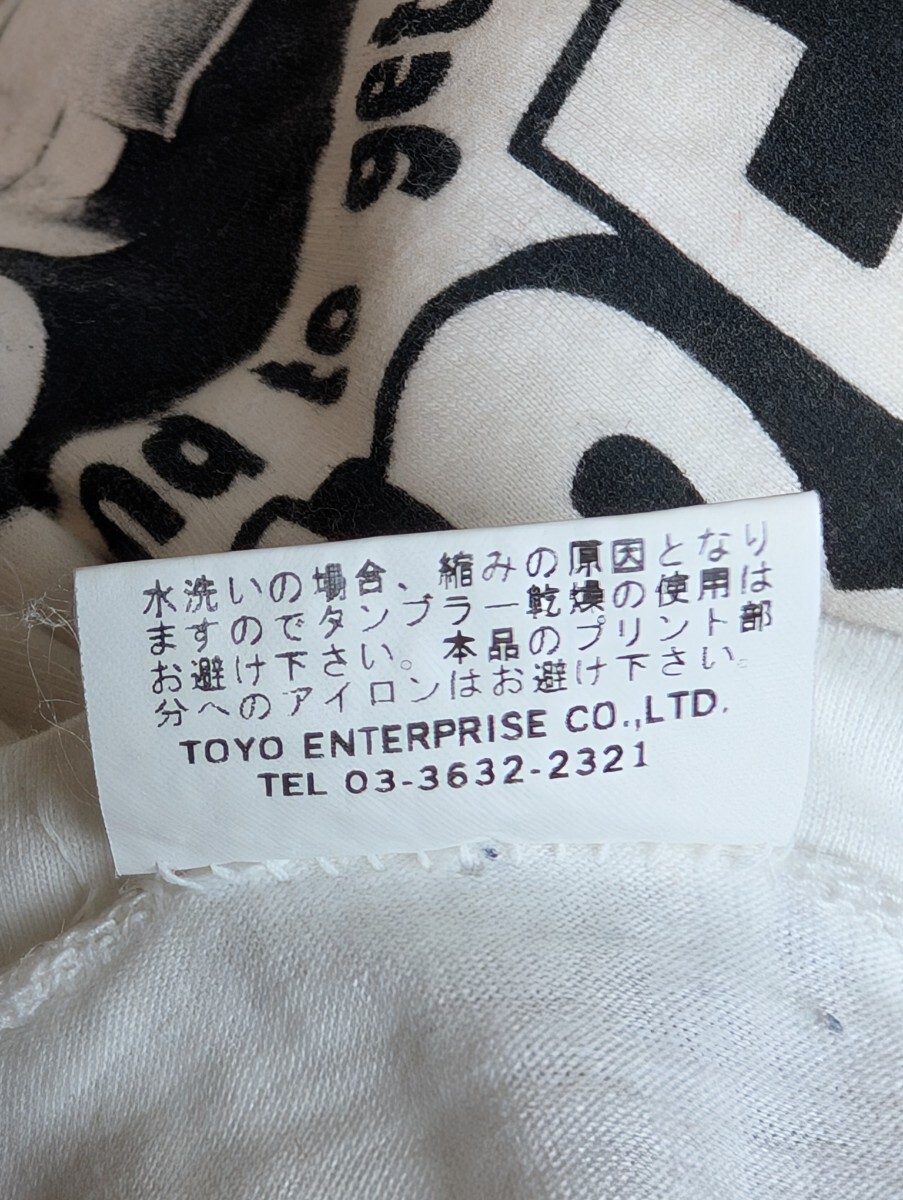 get
to
ng
水洗いの場合、縮みの原因となり
ますのでタンブラー乾燥の使用は
お避け下さい。本品のプリント部
分へのアイロンはお避け下さい。
TOYO ENTERPRISE CO.,LTD.
TEL 03-3632-2321